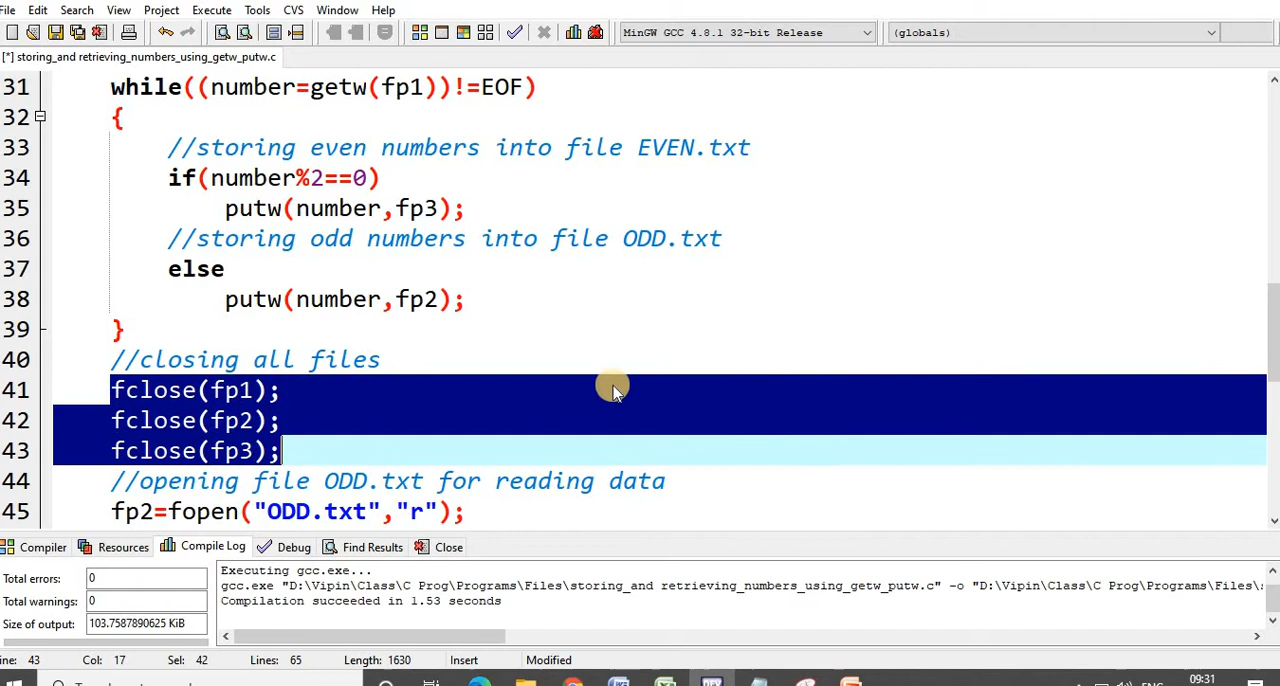 File Edit Search View Project Execute Tools CVS Window Help
MinGW GCC 4.8.1 32-bit Release (globals)
[*] storing_and retrieving_numbers_using_getw_putw.c
31 while((number=getw(fp1))!=EOF)
32 {
33 //storing even numbers into file EVEN.txt
34 if(number%2==0)
35 putw(number,fp3);
36 //storing odd numbers into file ODD.txt
37 else
38 putw(number,fp2);
39 }
40 //closing all files
41 fclose(fp1);
42 fclose(fp2);
43 fclose(fp3);
44 //opening file ODD.txt for reading data
45 fp2=fopen("ODD.txt","r");
Compiler Resources Compile Log Debug Find Results Close
Total errors: 0
Total warnings: 0
Size of output: 103.7587890625 KiB
Executing gcc.exe...
gcc.exe "D:\Vipin\Class\C Prog\Programs\Files\storing_and retrieving_numbers_using_getw_putw.c" -o "D:\Vipin\Class\C Prog\Programs\Files\s
Compilation succeeded in 1.53 seconds
ine: 43 Col: 17 Sel: 42 Lines: 65 Length: 1630 Insert Modified
09:31